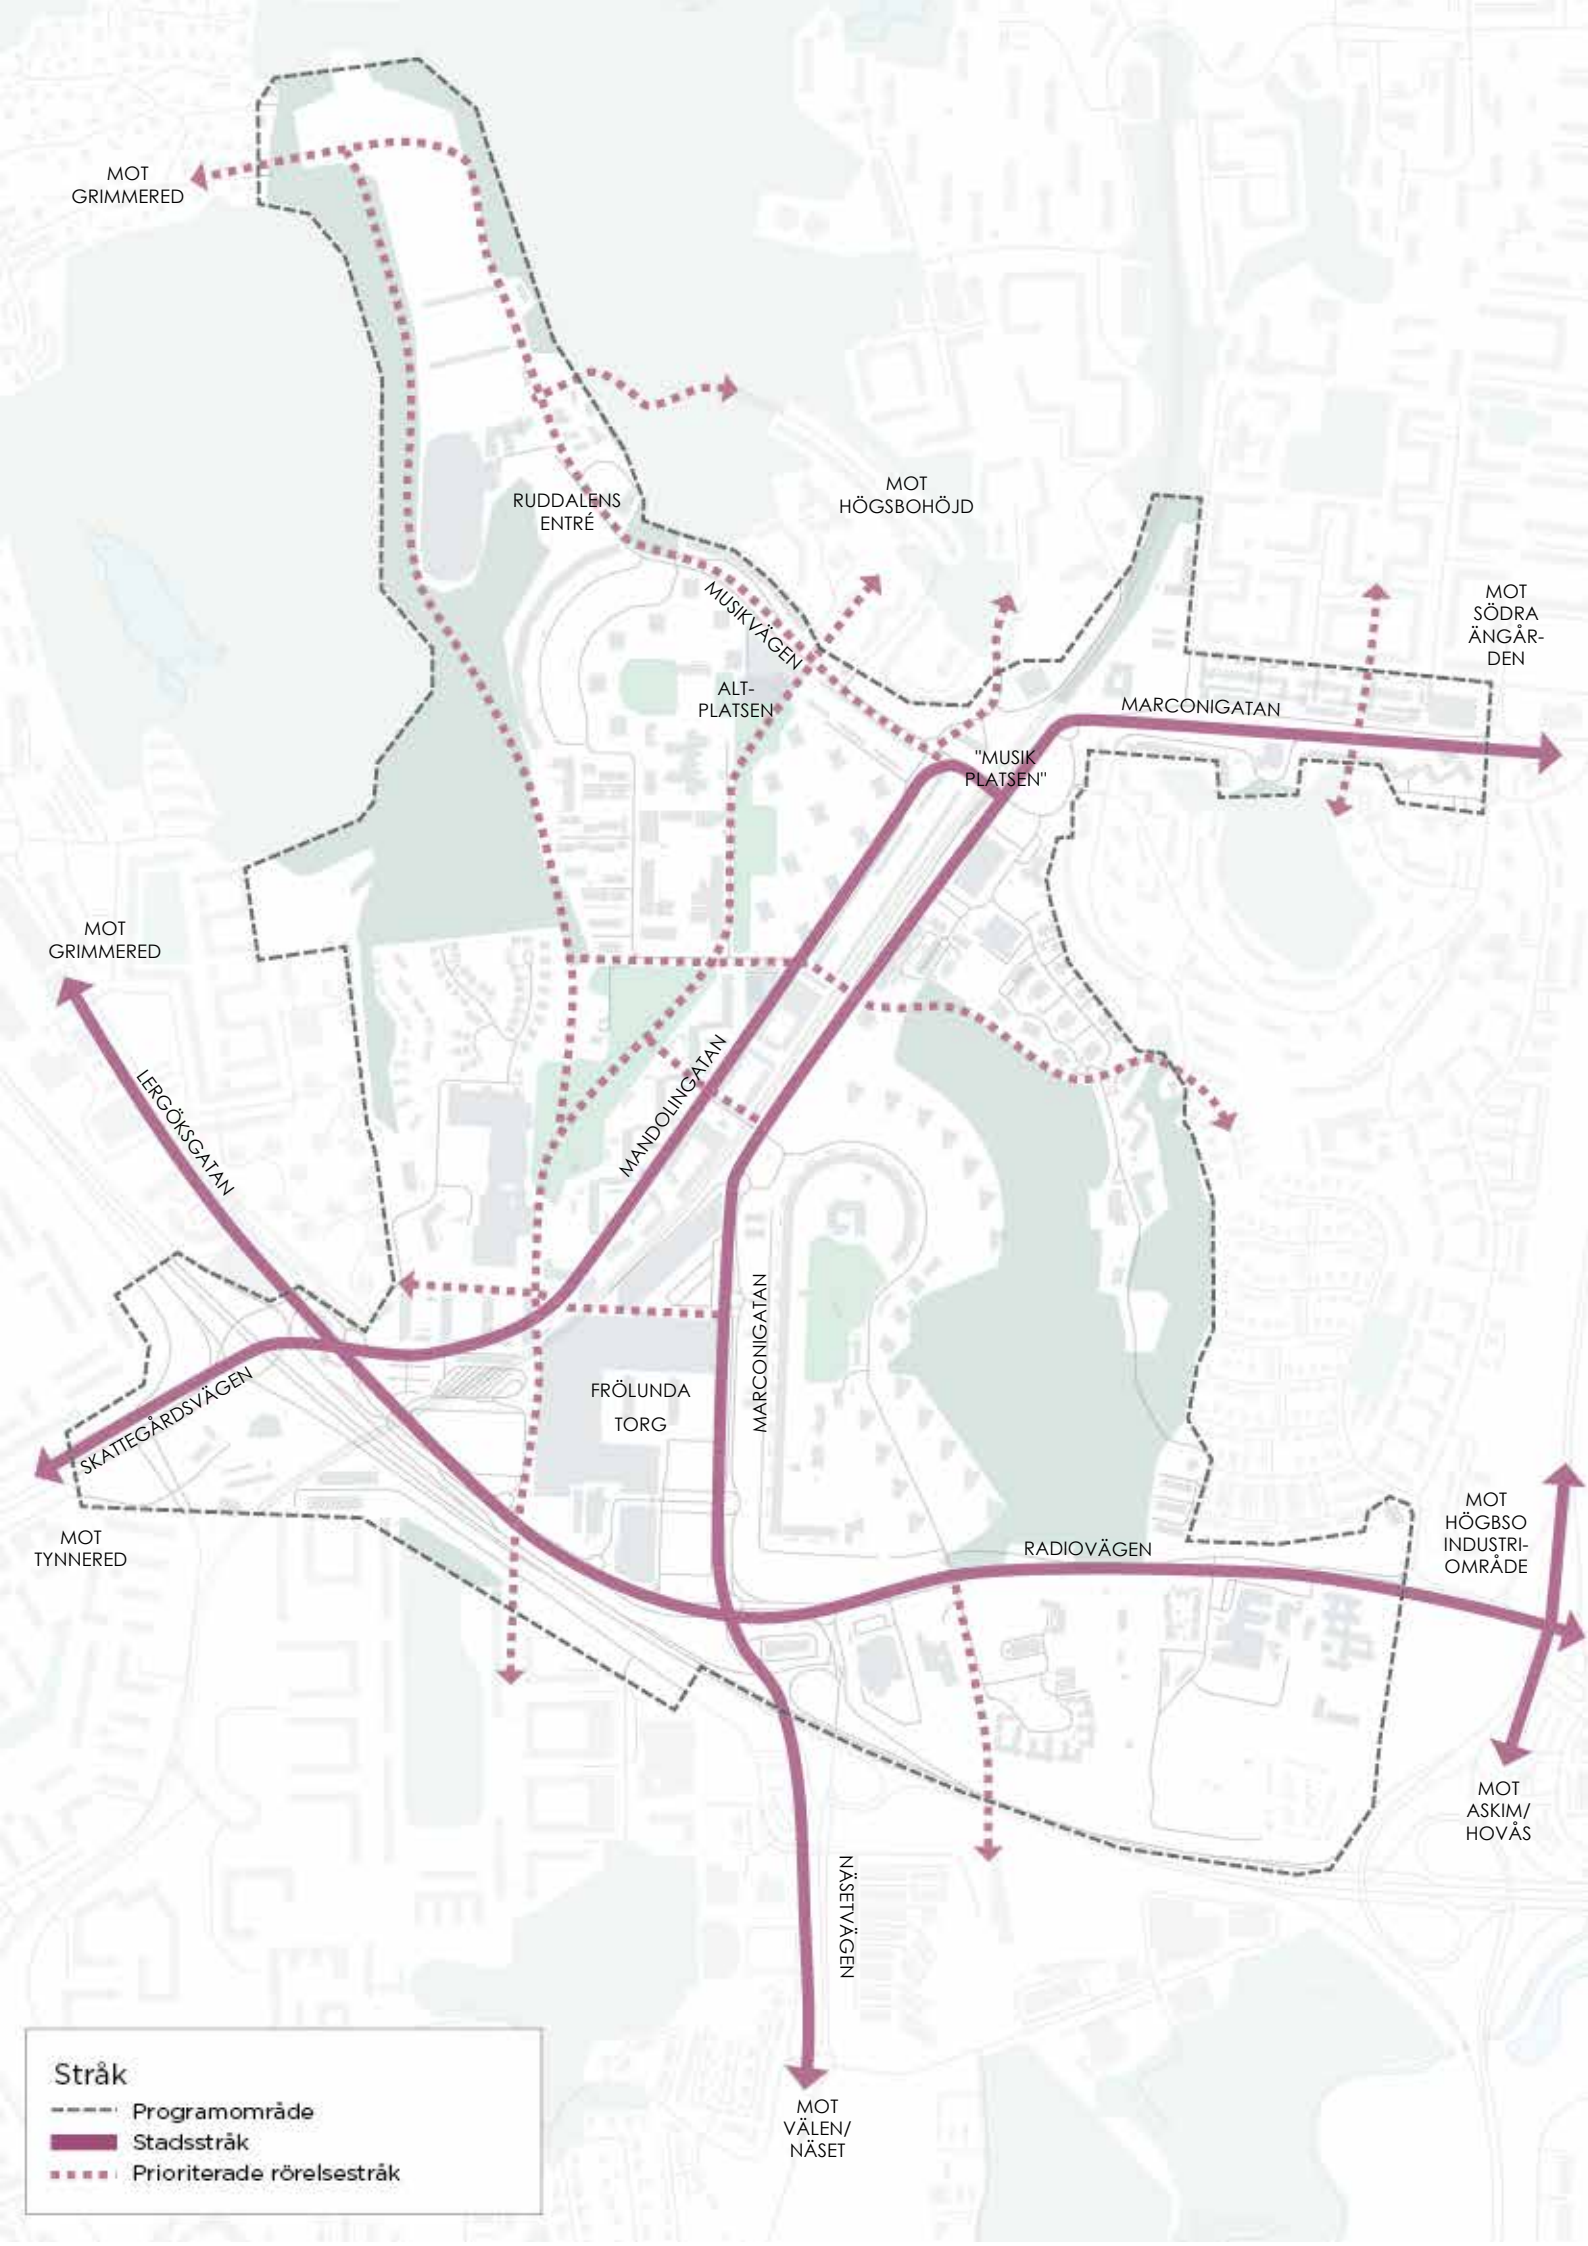 MOT
GRIMMERED
MOT
HÖGSBOHÖJD
RUDDALENS
ENTRÉ
MUSIKVÄGEN
MOT
SÖDRA
ÄNGÅR-
DEN
ALT-
PLATSEN
MARCONIGATAN
"MUSIK
PLATSEN"
MOT
GRIMMERED
LERGÖKSGATAN
MANDOLINGATAN
MARCONIGATAN
SKATTEGÅRDSVÄGEN
FRÖLUNDA
TORG
MOT
TYNNERED
RADIOVÄGEN
MOT
HÖGBSO
INDUSTRI-
OMRÅDE
MOT
ASKIM/
HOVÅS
NÄSETVÄGEN
MOT
VÄLEN/
NÄSET
Stråk
Programområde
Stadsstråk
Prioriterade rörelsestråk